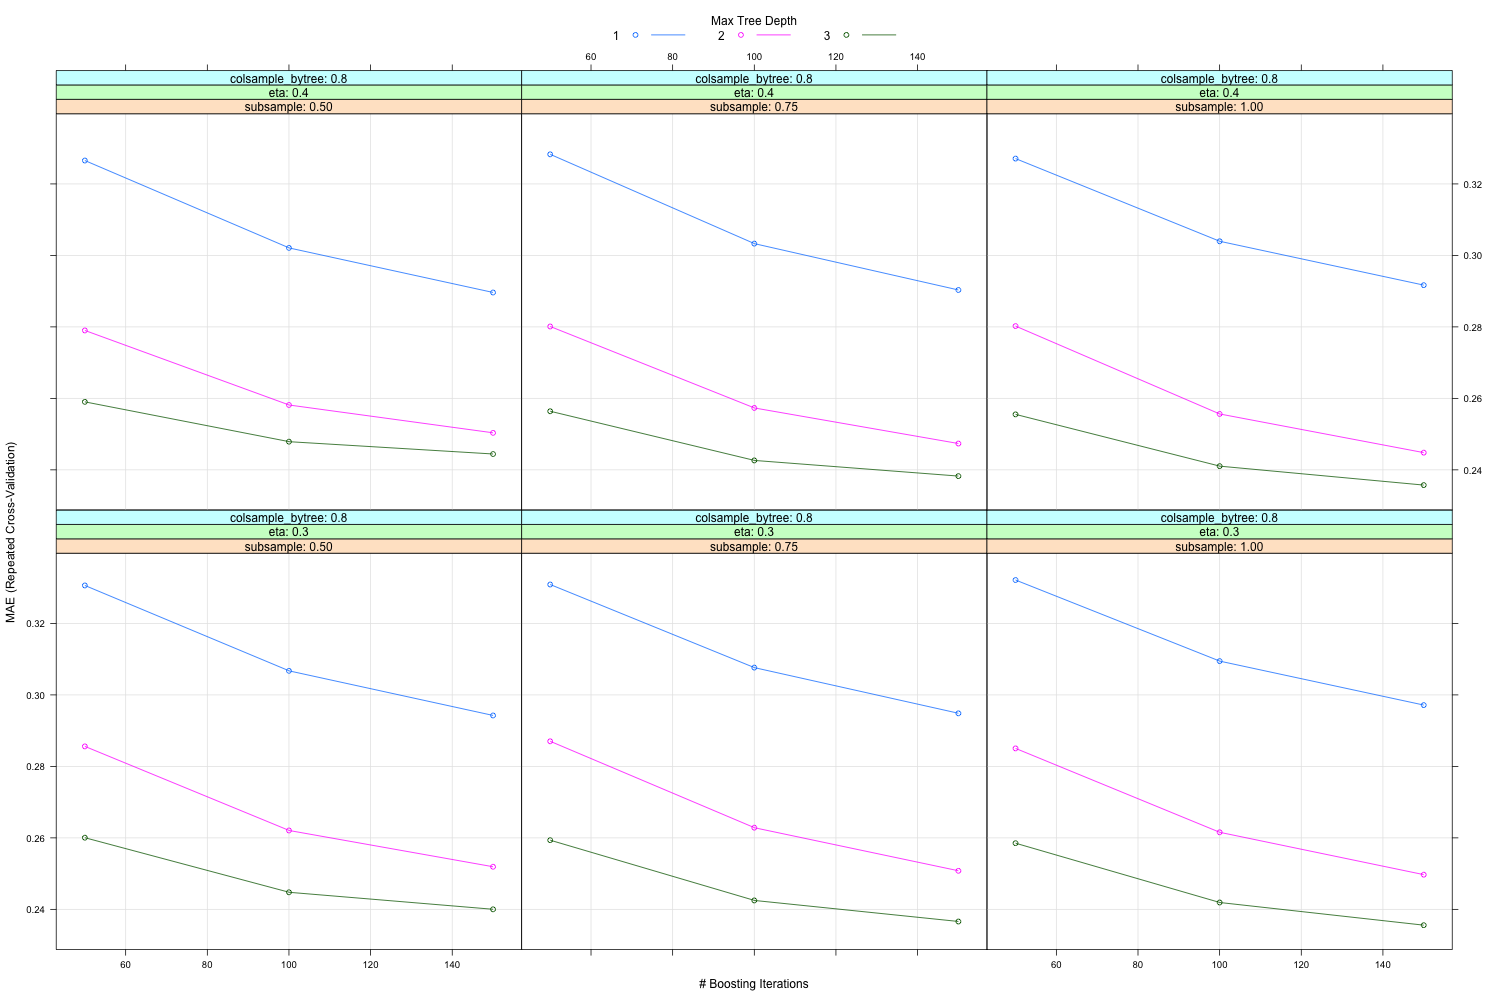 Max Tree Depth
1 2 3
60 80 100 120 140
colsample_bytree: 0.8 colsample_bytree: 0.8 colsample_bytree: 0.8
eta: 0.4 eta: 0.4 eta: 0.4
subsample: 0.50 subsample: 0.75 subsample: 1.00
0.32
0.30
0.28
0.26
0.24
MAE (Repeated Cross-Validation)
colsample_bytree: 0.8 colsample_bytree: 0.8 colsample_bytree: 0.8
eta: 0.3 eta: 0.3 eta: 0.3
subsample: 0.50 subsample: 0.75 subsample: 1.00
0.32
0.30
0.28
0.26
0.24
60 80 100 120 140 60 80 100 120 140
# Boosting Iterations